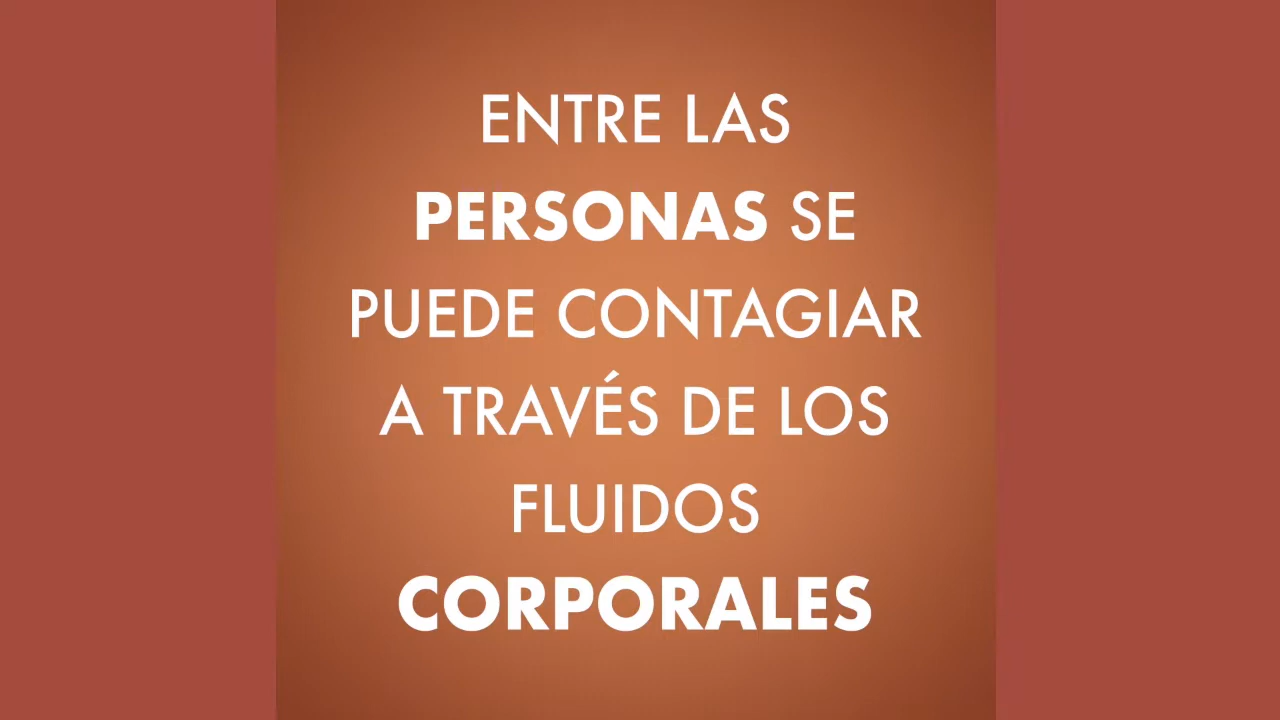 ENTRE LAS
PERSONAS SE
PUEDE CONTAGIAR
A TRAVÉS DE LOS
FLUIDOS
CORPORALES